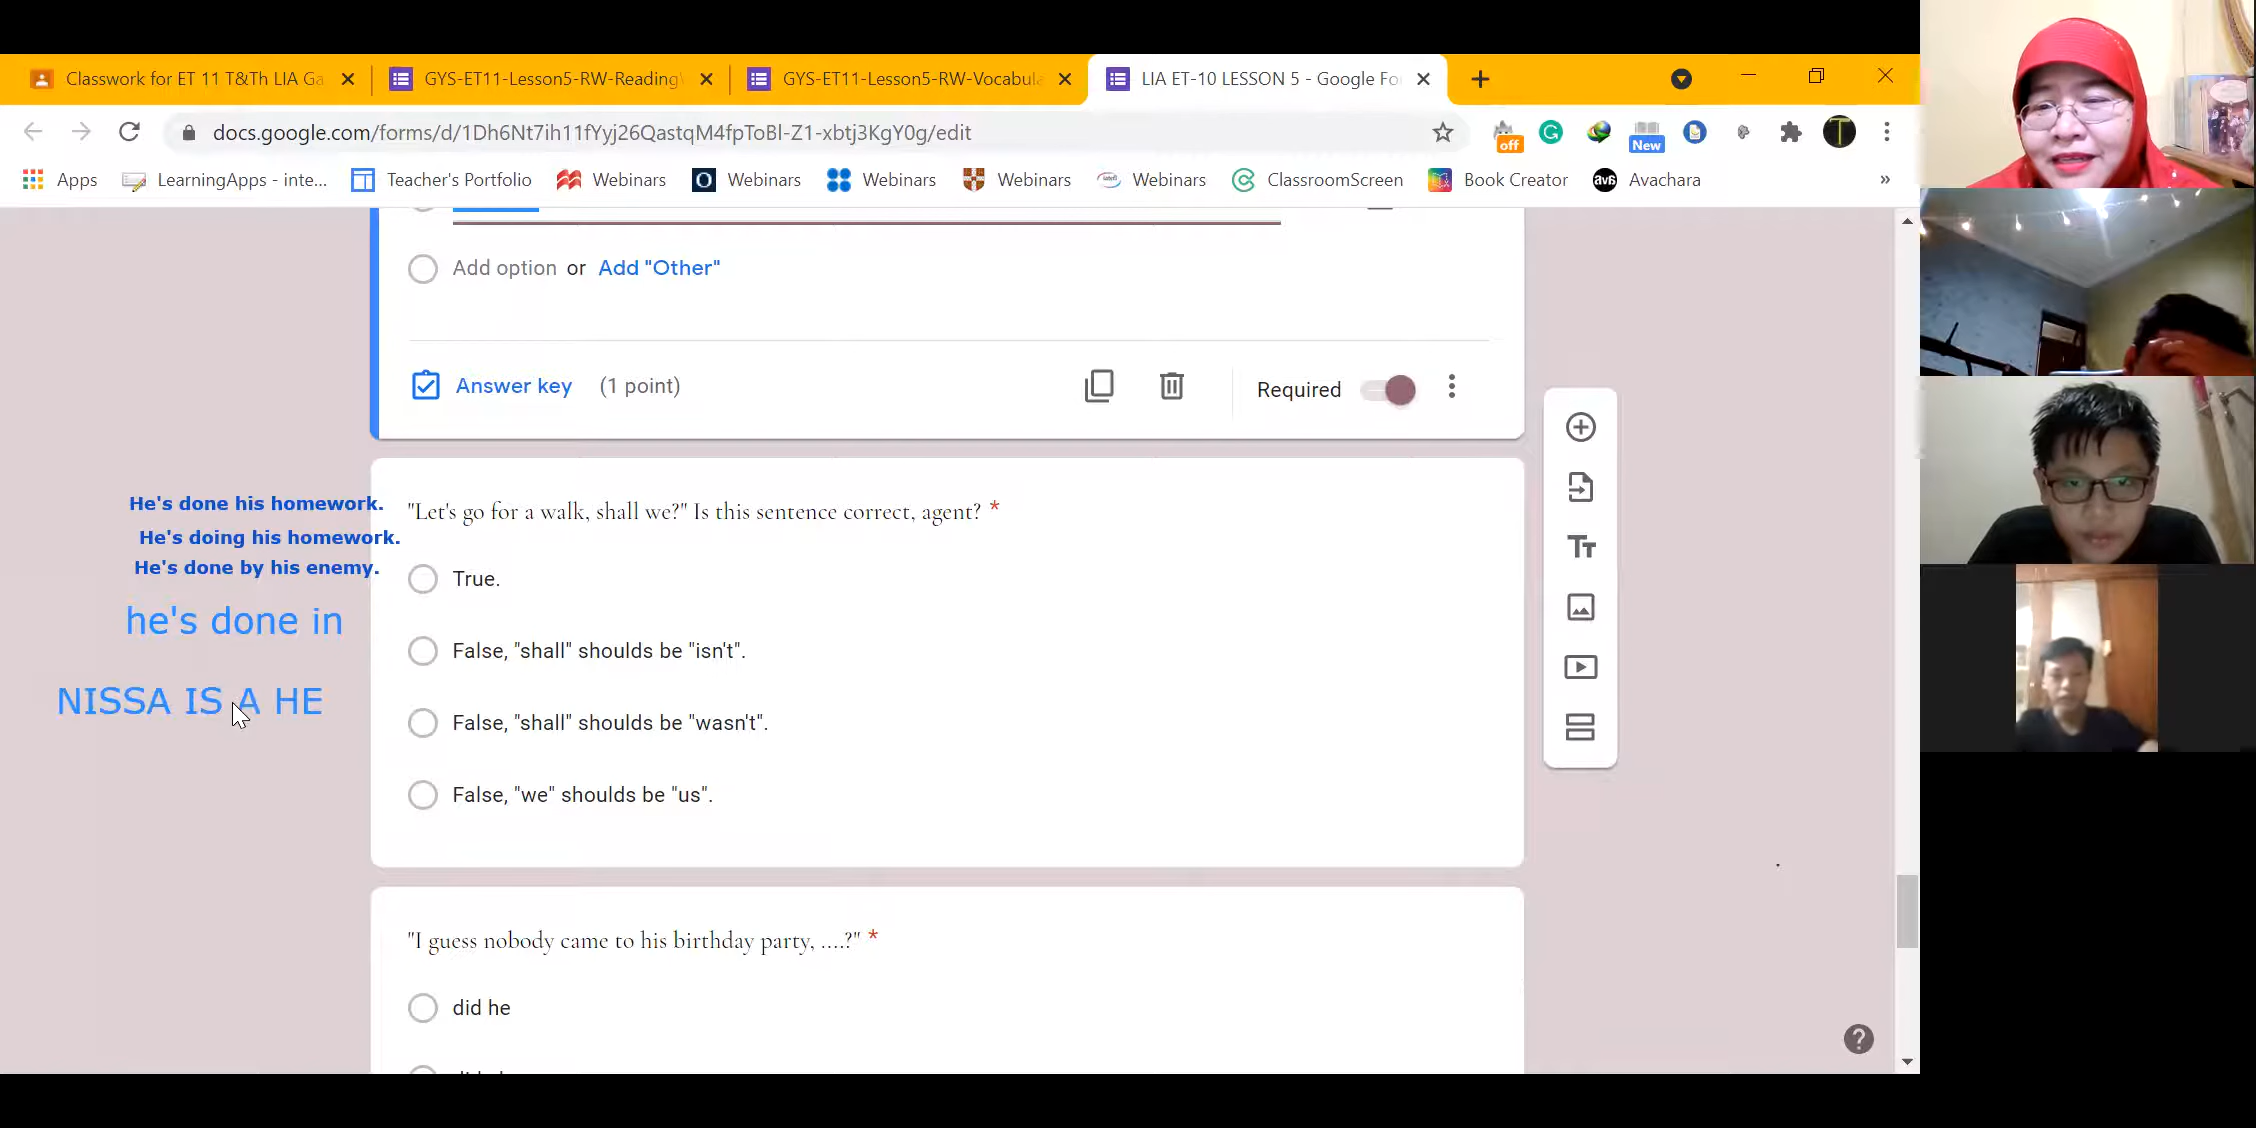 Classwork for ET 11 T&Th LIA Ga
GYS-ET11-Lesson5-RW-Reading
GYS-ET11-Lesson5-RW-Vocabula
LIA ET-10 LESSON 5 - Google Fo
docs.google.com/forms/d/1Dh6Nt7ih11fYyj26QastqM4fpToBl-Z1-xbtj3KgY0g/edit
off
New
T
Apps
LearningApps - inte...
Teacher's Portfolio
Webinars
Webinars
Webinars
Webinars
Webinars
ClassroomScreen
Book Creator
Avachara
»
Add option or Add "Other"
Answer key (1 point)
Required
He's done his homework.
He's doing his homework.
He's done by his enemy.
he's done in
NISSA IS A HE
"Let's go for a walk, shall we?" Is this sentence correct, agent? *
True.
False, "shall" shoulds be "isn't".
False, "shall" shoulds be "wasn't".
False, "we" shoulds be "us".
"I guess nobody came to his birthday party, ....?" *
did he